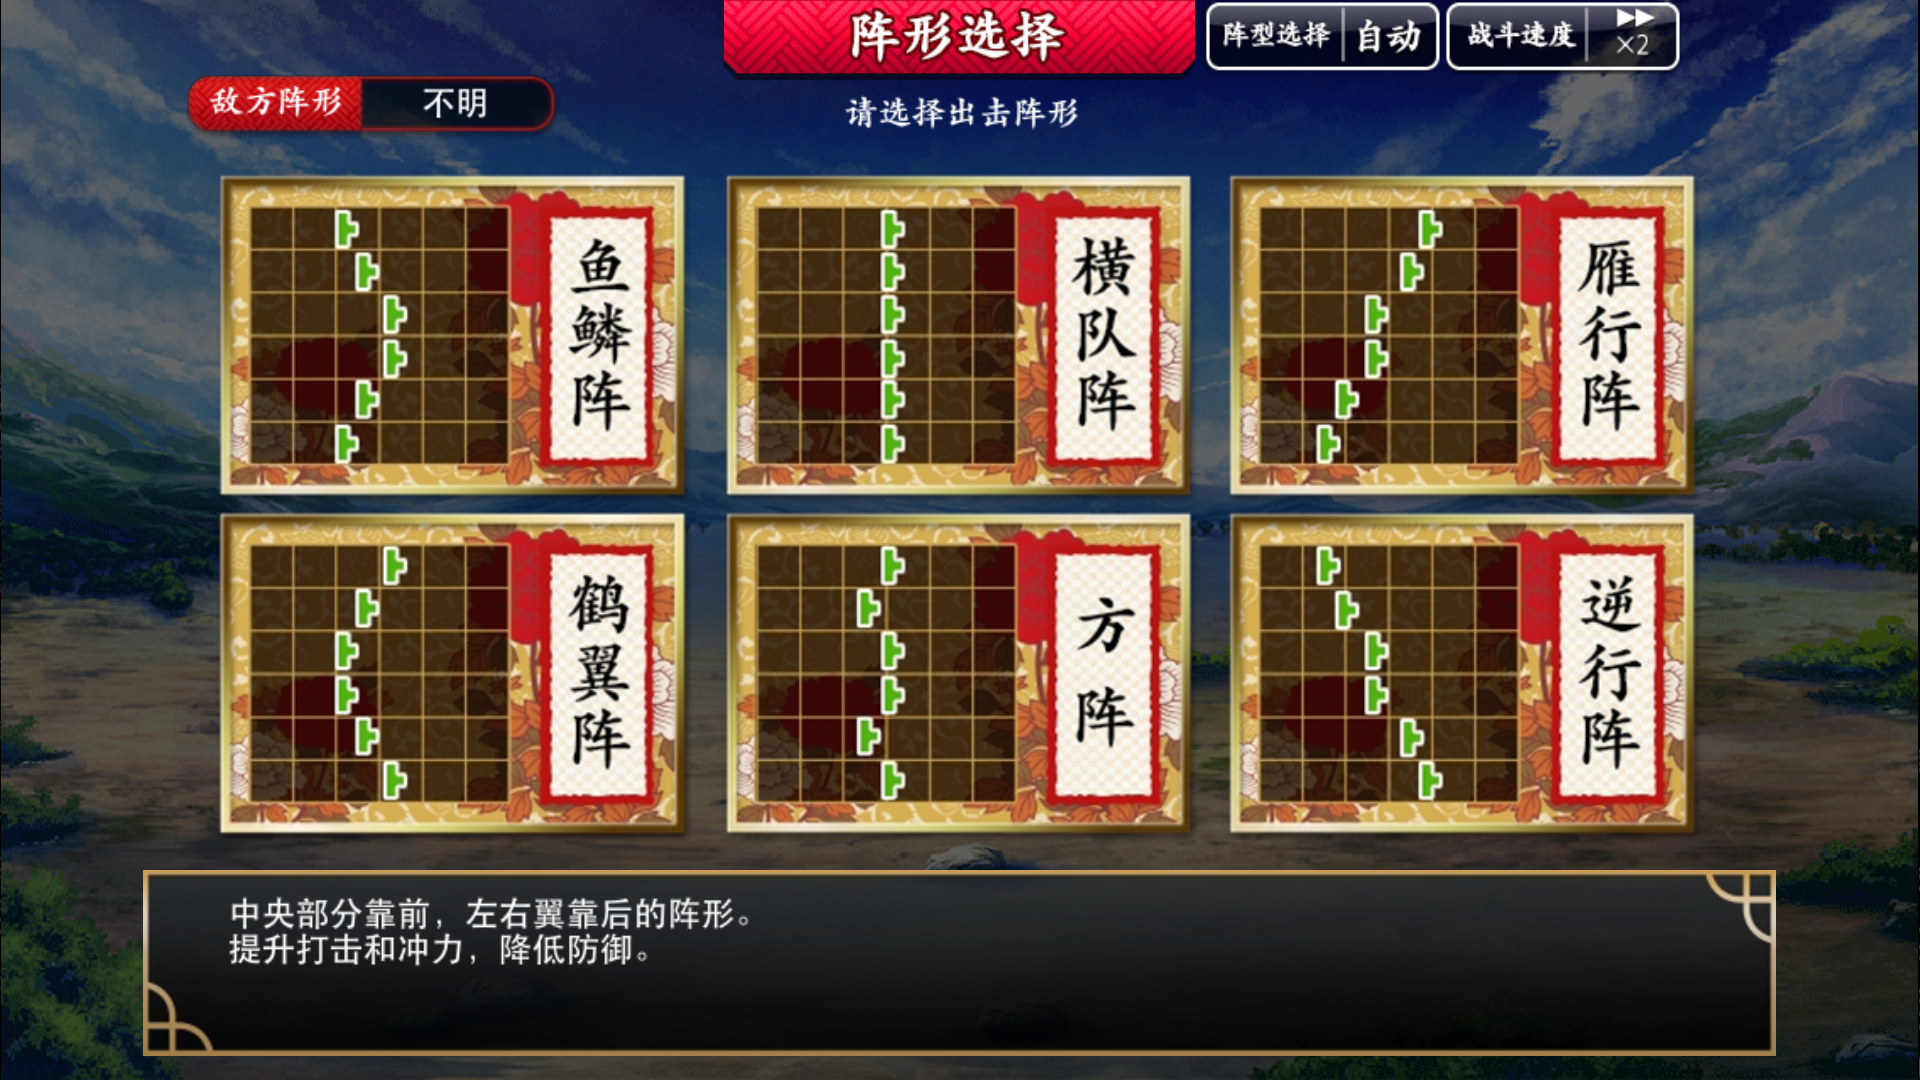 阵形选择
阵型选择 自动
战斗速度 ×2
敌方阵形 不明
请选择出击阵形
鱼鳞阵
横队阵
雁行阵
鹤翼阵
方阵
逆行阵
中央部分靠前，左右翼靠后的阵形。
提升打击和冲力，降低防御。